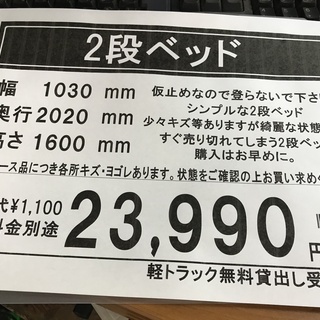 2段ベッド
幅 1030 mm
奥行 2020 mm
高さ 1600 mm
仮止めなので登らないで下さ
シンプルな2段ベッド
少々キズ等ありますが綺麗な状態
すぐ売り切れてしまう2段ベッ
購入はお早めに。
ース品につき各所キズ・ヨゴレあります。状態をご確認の上お買い求めく
代¥1,100
料金別途
23,990円
軽トラック無料貸出し受